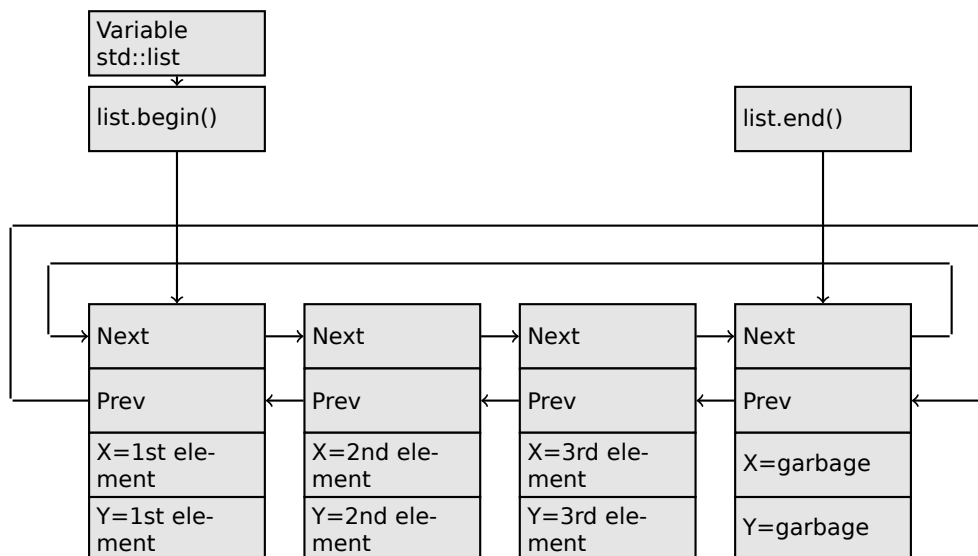 Variable
std::list
list.begin()
list.end()
Next
Next
Next
Next
Prev
Prev
Prev
Prev
X=1st ele-
ment
X=2nd ele-
ment
X=3rd ele-
ment
X=garbage
Y=1st ele-
ment
Y=2nd ele-
ment
Y=3rd ele-
ment
Y=garbage